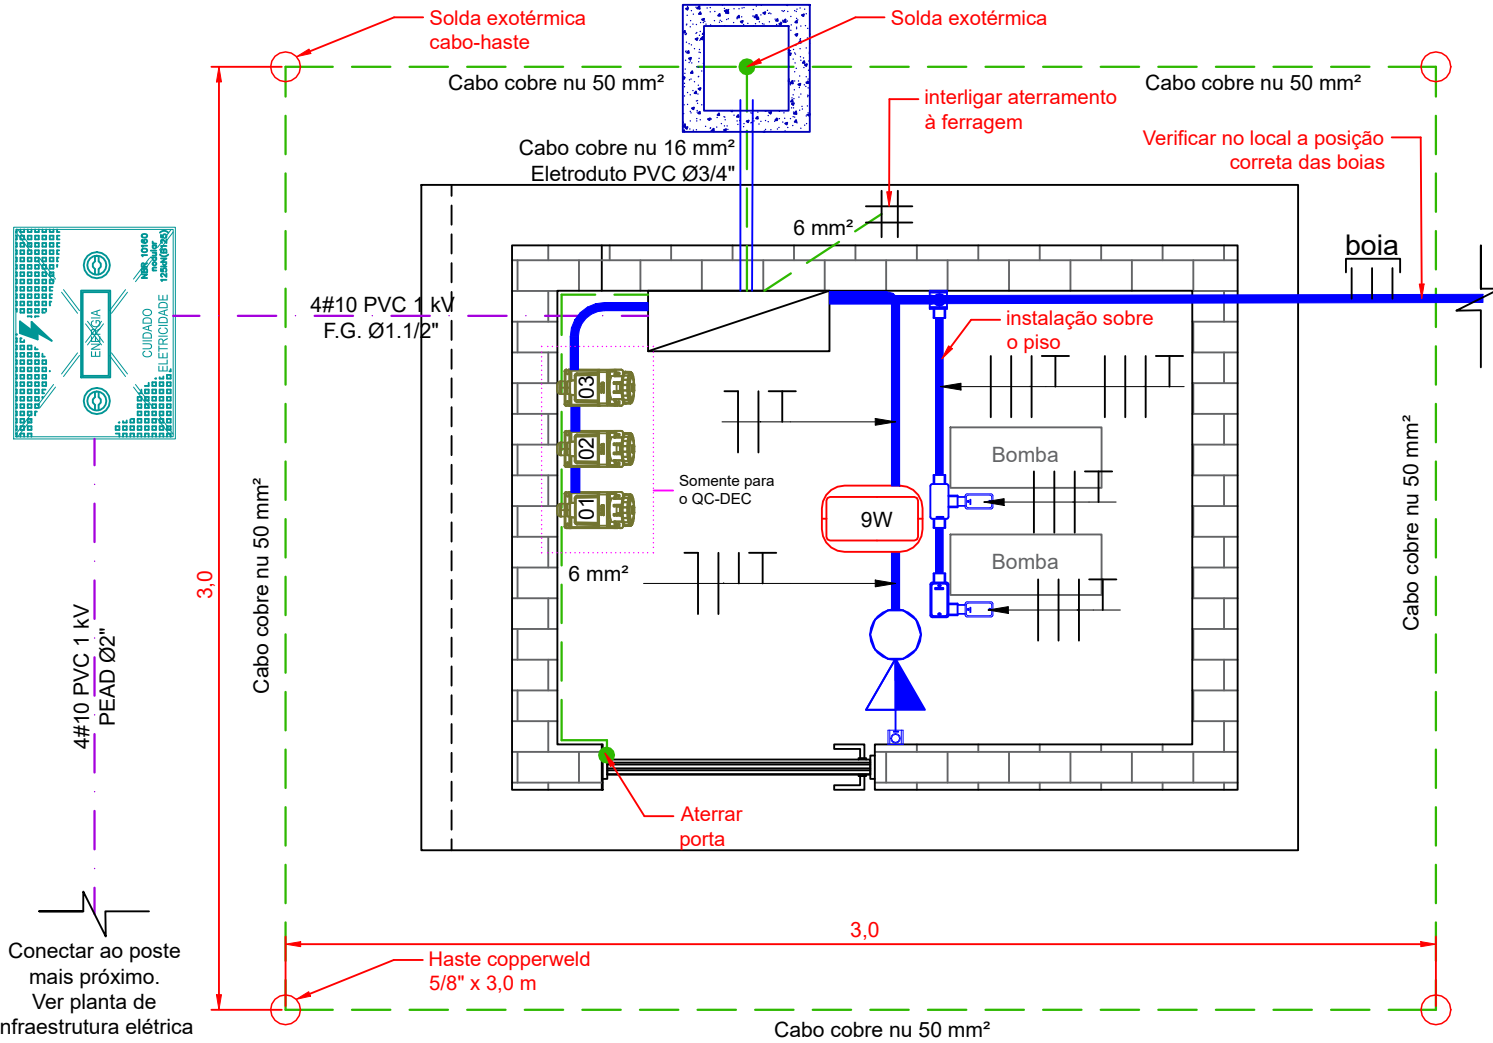 Solda exotérmica
cabo-haste
Solda exotérmica
Cabo cobre nu 50 mm²
Cabo cobre nu 50 mm²
interligar aterramento
à ferragem
Verificar no local a posição
correta das boias
Cabo cobre nu 16 mm²
Eletroduto PVC Ø3/4"
6 mm²
boia
NBR 10160
nodular
125kN(B125)
ENERGIA
CUIDADO
ELETRICIDADE
4#10 PVC 1 kV
F.G. Ø1.1/2"
instalação sobre
o piso
03
02
01
Somente para
o QC-DEC
Bomba
9W
Bomba
6 mm²
Cabo cobre nu 50 mm²
Cabo cobre nu 50 mm²
3,0
4#10 PVC 1 kV
PEAD Ø2"
Aterrar
porta
3,0
Conectar ao poste
mais próximo.
Ver planta de
nfraestrutura elétrica
Haste copperweld
5/8" x 3,0 m
Cabo cobre nu 50 mm²